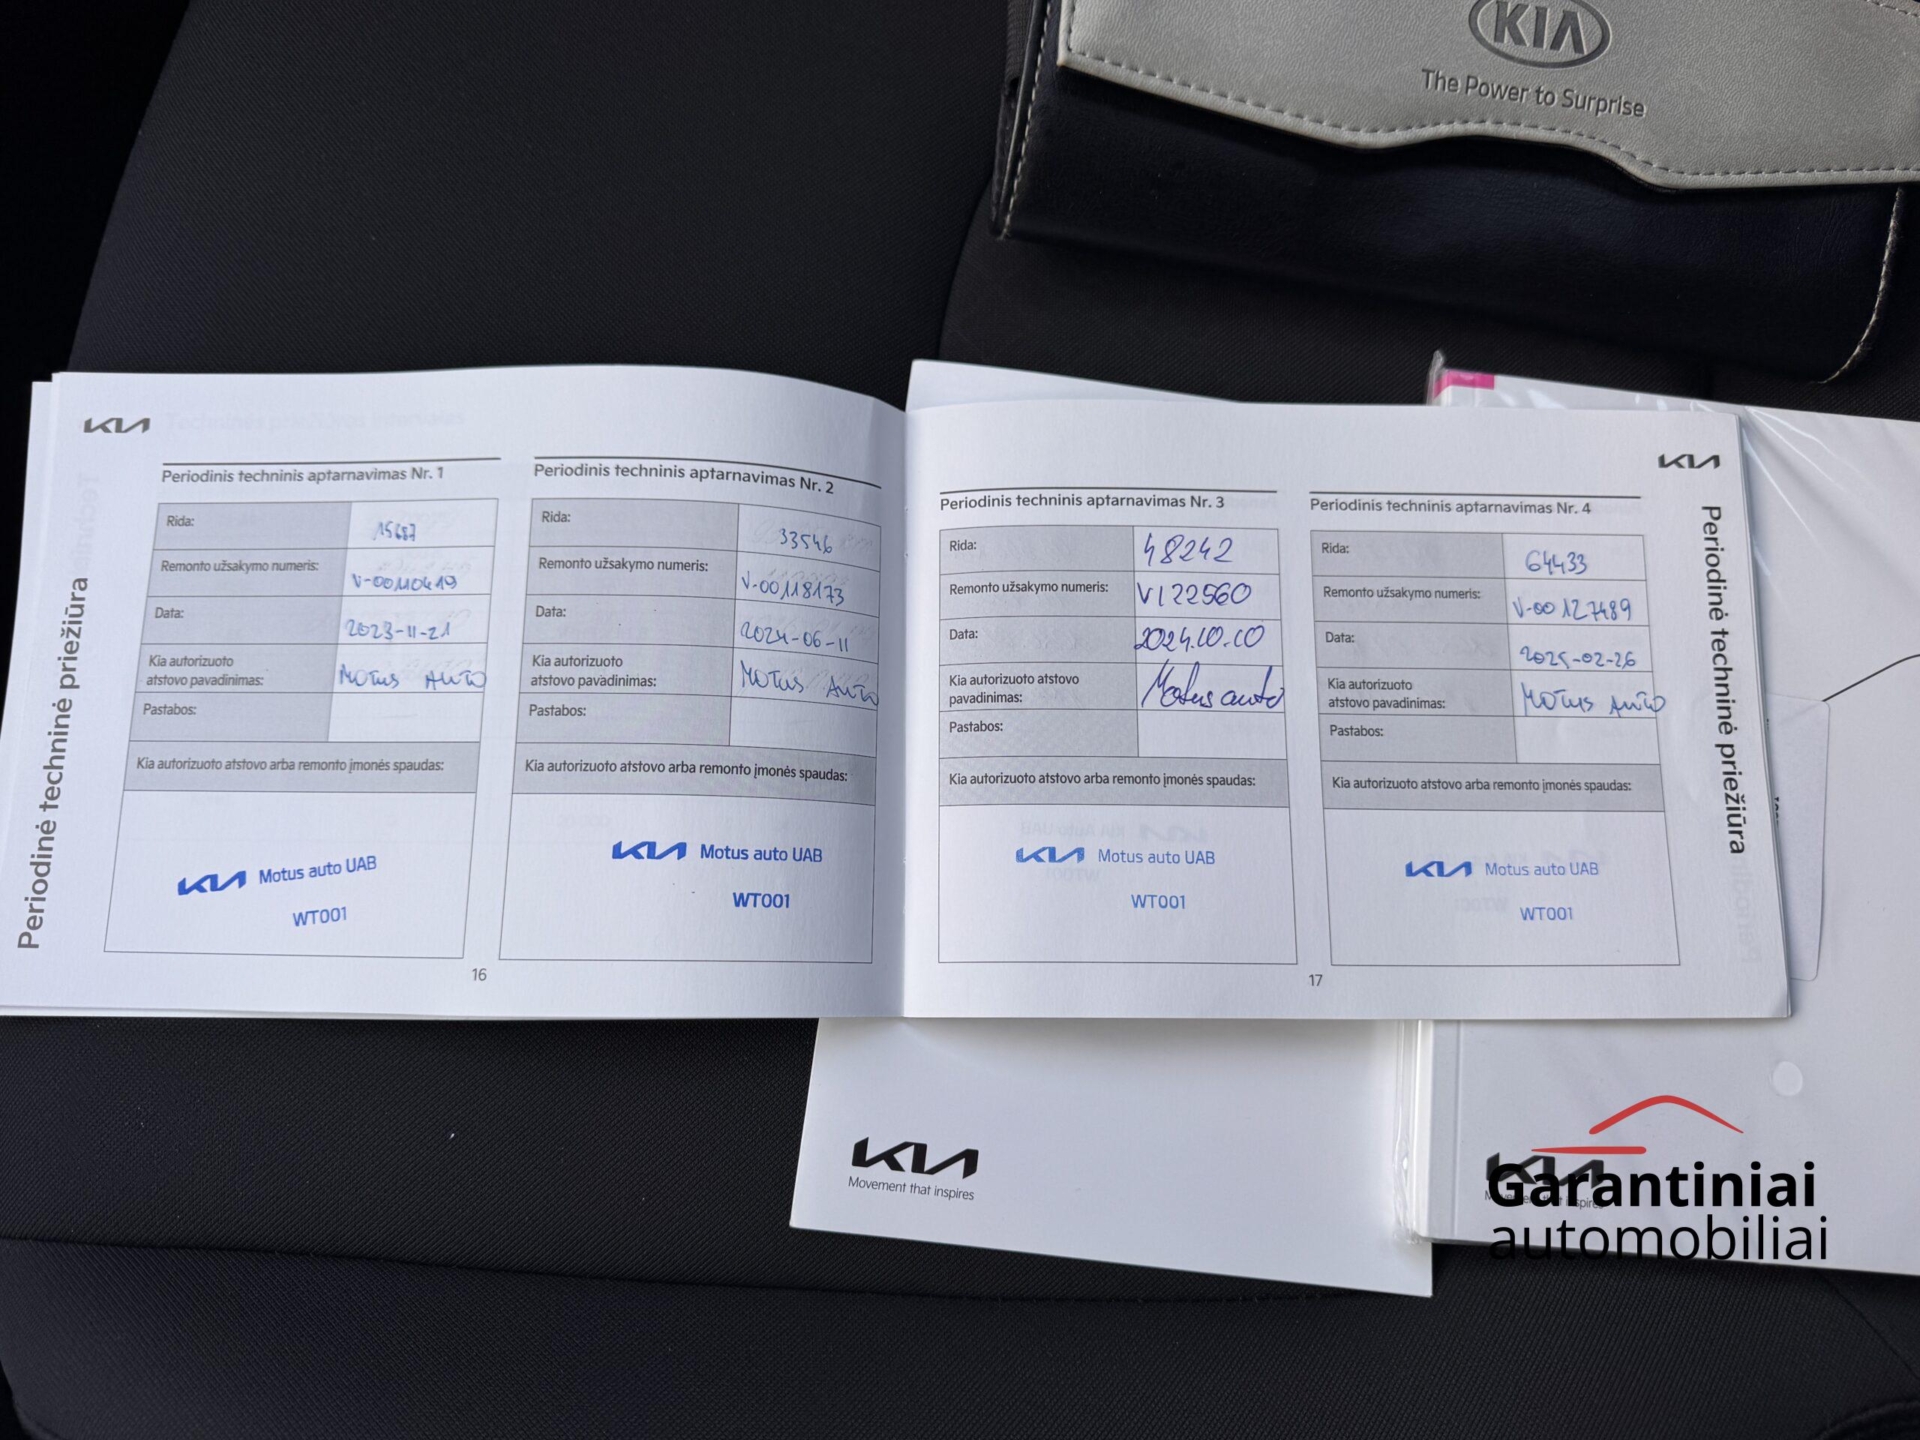 KIA
The Power to Surprise
KIA
Periodinė techninė priežiūra
Periodinis techninis aptarnavimas Nr. 1
Rida: 15687
Remonto užsakymo numeris: V-00110419
Data: 2023-11-21
Kia autorizuoto
atstovo pavadinimas: MOTUS AUTO
Pastabos:
Kia autorizuoto atstovo arba remonto įmonės spaudas:
KIA Motus auto UAB
WT001
Periodinis techninis aptarnavimas Nr. 2
Rida: 33546
Remonto užsakymo numeris: V-00118173
Data: 2024-06-11
Kia autorizuoto
atstovo pavadinimas: MOTUS AUTO
Pastabos:
Kia autorizuoto atstovo arba remonto įmonės spaudas:
KIA Motus auto UAB
WT001
16
Periodinis techninis aptarnavimas Nr. 3
Rida: 48242
Remonto užsakymo numeris: V122560
Data: 2024.10.10
Kia autorizuoto atstovo
pavadinimas: Motus auto
Pastabos:
Kia autorizuoto atstovo arba remonto įmonės spaudas:
KIA Motus auto UAB
WT001
KIA
Periodinis techninis aptarnavimas Nr. 4
Rida: 64433
Remonto užsakymo numeris: V-00127489
Data: 2025-02-26
Kia autorizuoto
atstovo pavadinimas: MOTUS AUTO
Pastabos:
Kia autorizuoto atstovo arba remonto įmonės spaudas:
KIA Motus auto UAB
WT001
17
Periodinė techninė priežiūra
KIA
Movement that inspires
KIA
Garantiniai
automobiliai